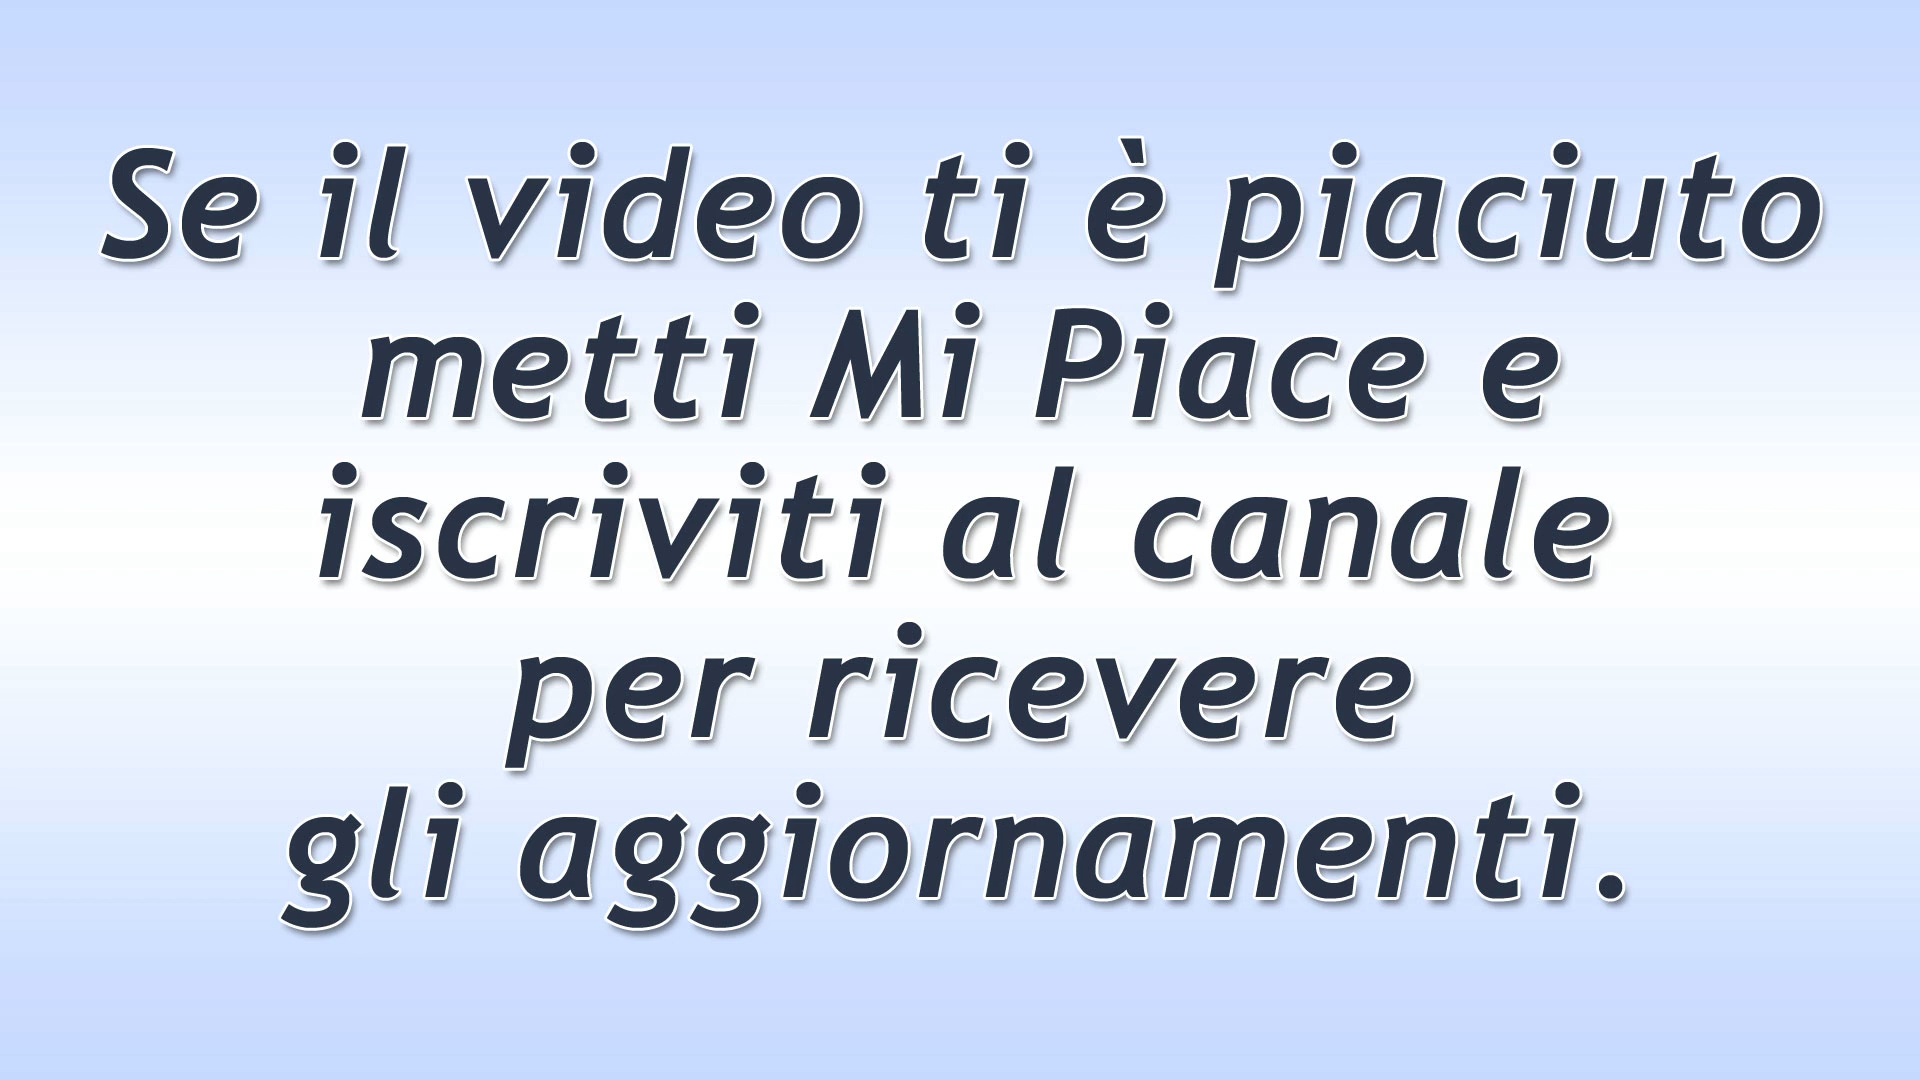 Se il video ti è piaciuto
metti Mi Piace e
iscriviti al canale
per ricevere
gli aggiornamenti.